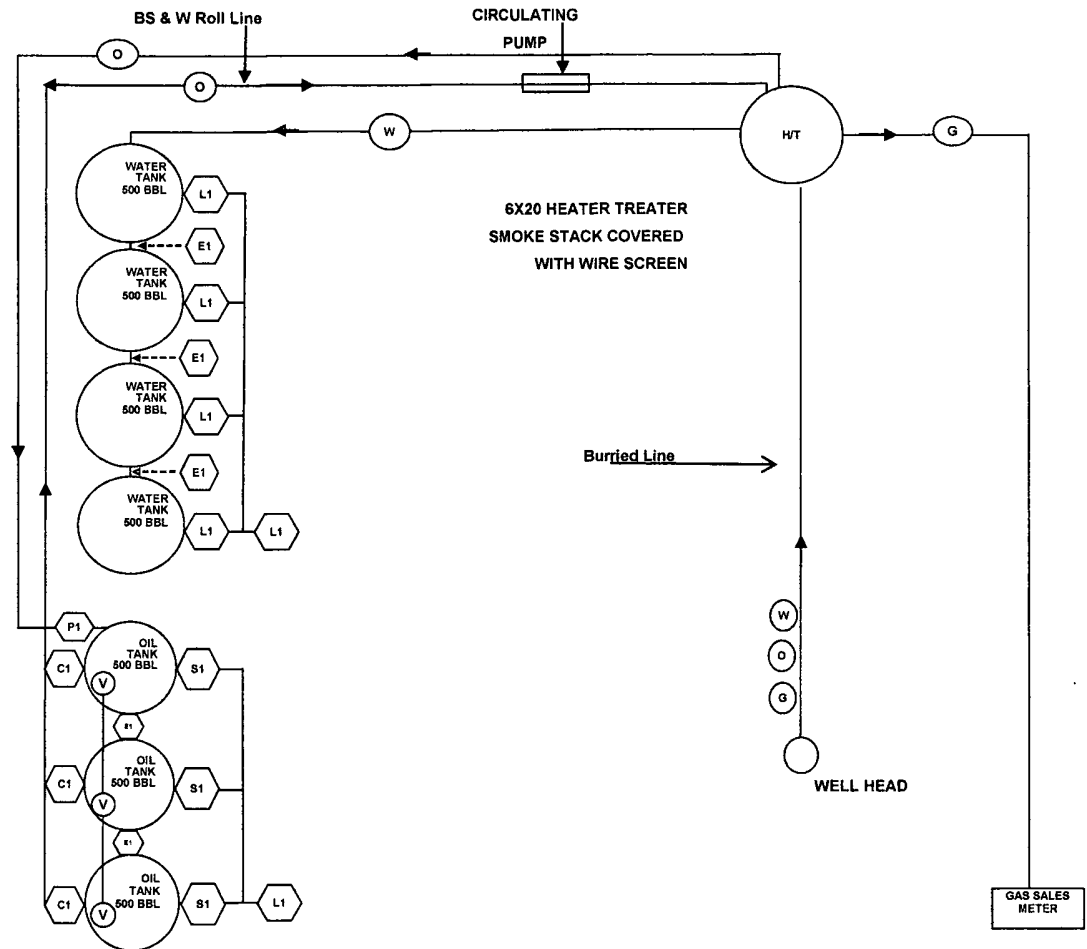 BS & W Roll Line
CIRCULATING
PUMP
O
O
W
H/T
G
WATER
TANK
500 BBL
L1
E1
WATER
TANK
500 BBL
L1
E1
WATER
TANK
500 BBL
L1
E1
WATER
TANK
500 BBL
L1
L1
6X20 HEATER TREATER
SMOKE STACK COVERED
WITH WIRE SCREEN
Burried Line
W
O
G
WELL HEAD
P1
OIL
TANK
500 BBL
C1
S1
V
OIL
TANK
500 BBL
C1
S1
V
E1
OIL
TANK
500 BBL
C1
S1
L1
V
GAS SALES
METER